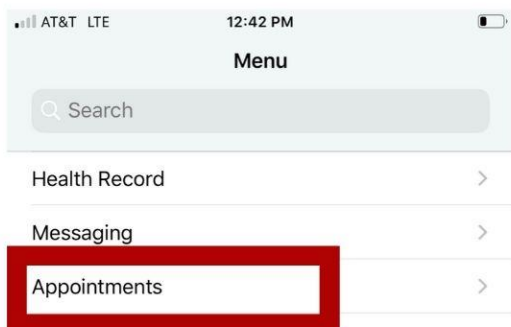 AT&T LTE 12:42 PM
Menu
Search
Health Record
Messaging
Appointments